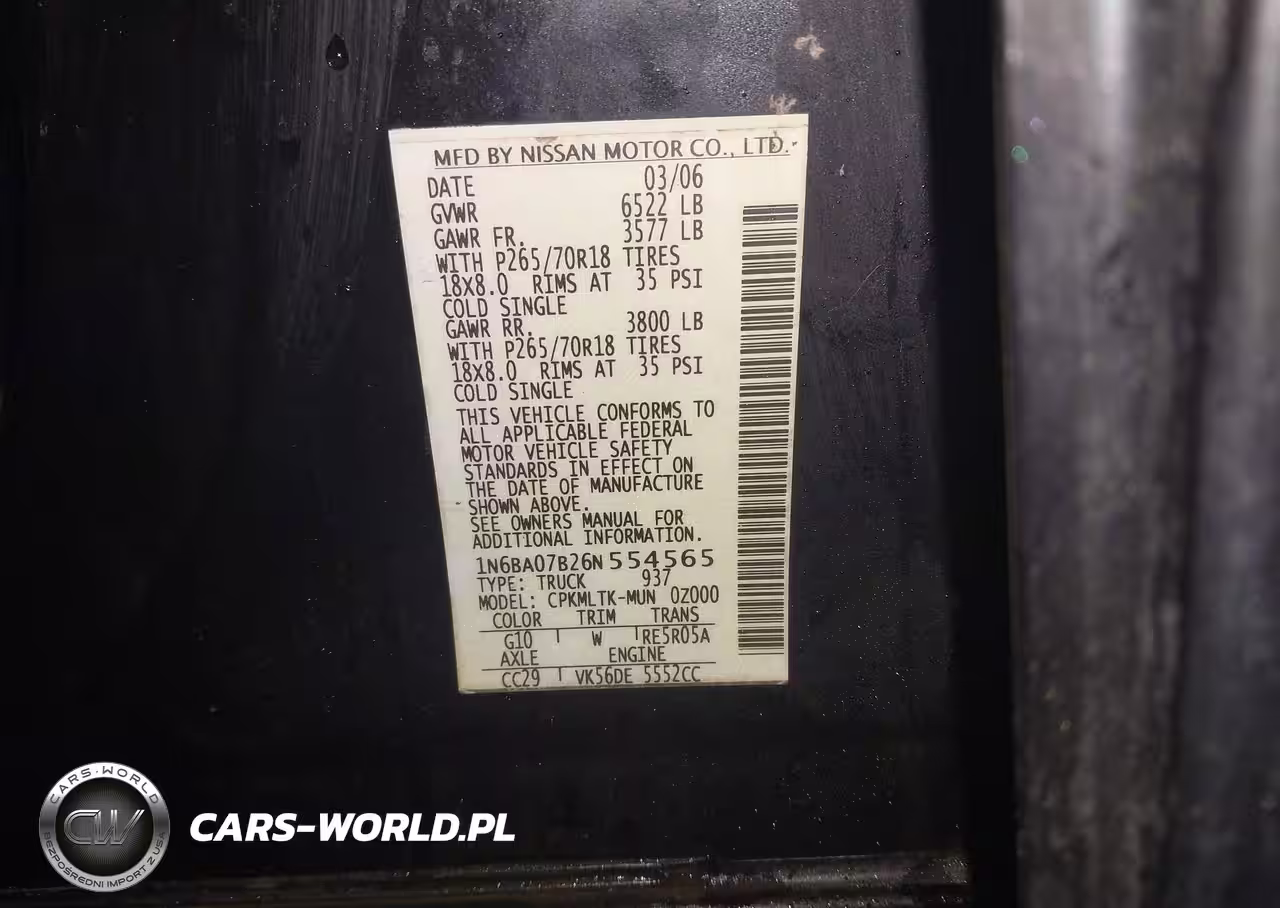 MFD BY NISSAN MOTOR CO., LTD.
DATE 03/06
GVWR 6522 LB
GAWR FR. 3577 LB
WITH P265/70R18 TIRES
18X8.0 RIMS AT 35 PSI
COLD SINGLE
GAWR RR. 3800 LB
WITH P265/70R18 TIRES
18X8.0 RIMS AT 35 PSI
COLD SINGLE
THIS VEHICLE CONFORMS TO
ALL APPLICABLE FEDERAL
MOTOR VEHICLE SAFETY
STANDARDS IN EFFECT ON
THE DATE OF MANUFACTURE
SHOWN ABOVE.
SEE OWNERS MANUAL FOR
ADDITIONAL INFORMATION.
1N6BA07B26N554565
TYPE: TRUCK 937
MODEL: CPKMLTK-MUN 0Z000
COLOR TRIM TRANS
G10 W RE5R05A
AXLE ENGINE
CC29 VK56DE 5552CC
CARS-WORLD
CW
BEZPOŚREDNI IMPORT Z USA
CARS-WORLD.PL